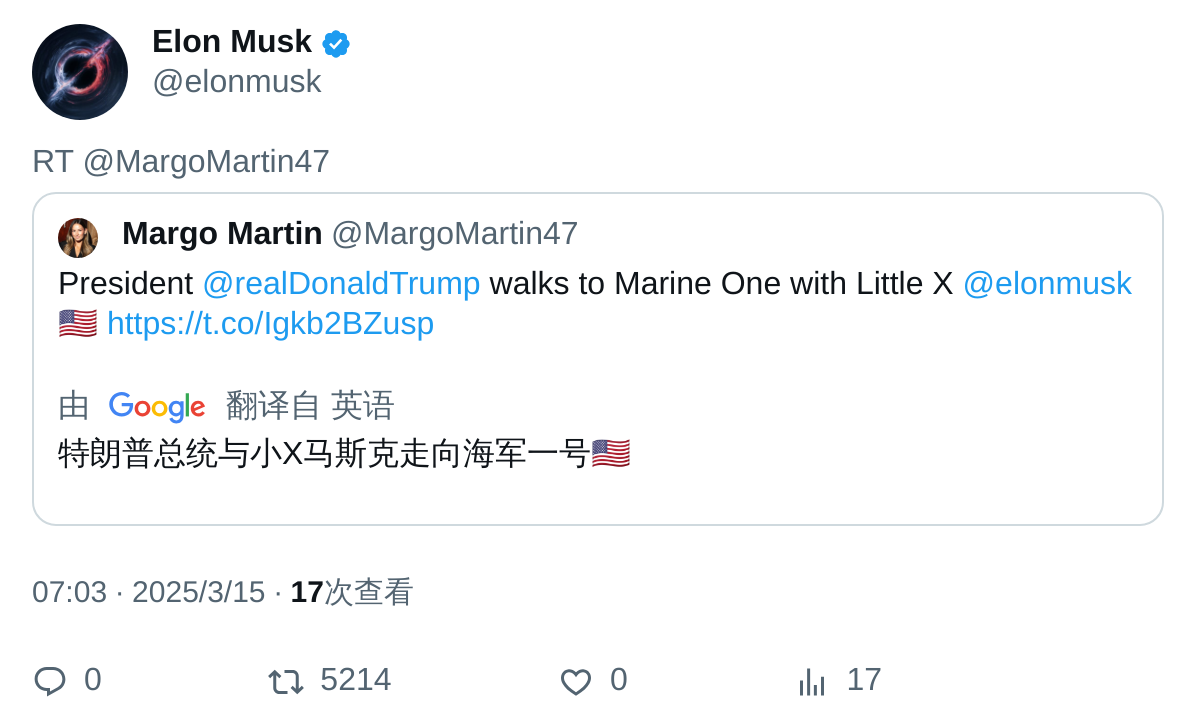 Elon Musk
@elonmusk
RT @MargoMartin47
Margo Martin @MargoMartin47
President @realDonaldTrump walks to Marine One with Little X @elonmusk
🇺🇸 https://t.co/Igkb2BZusp
由 Google 翻译自 英语
特朗普总统与小X马斯克走向海军一号🇺🇸
07:03 · 2025/3/15 · 17次查看
0 5214 0 17